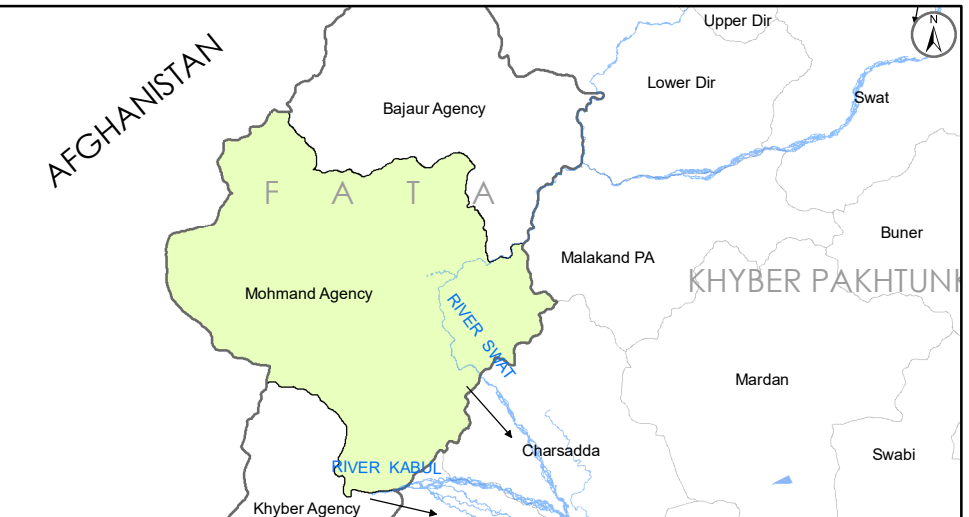 Upper Dir
N
AFGHANISTAN
Lower Dir
Swat
Bajaur Agency
F A T A
Buner
Malakand PA
KHYBER PAKHTUNK
Mohmand Agency
RIVER SWAT
Mardan
Charsadda
Swabi
RIVER KABUL
Khyber Agency